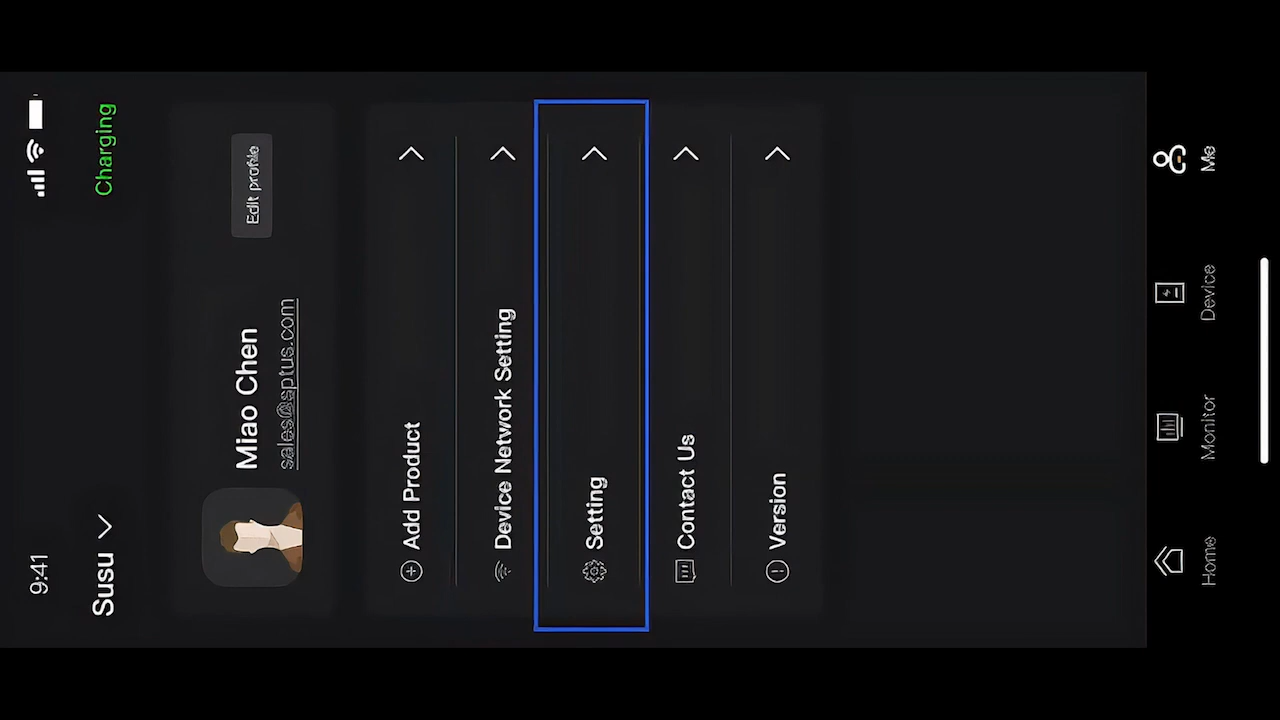 9:41
Susu
Charging
Miao Chen
sales@sptus.com
Edit profile
Add Product
Device Network Setting
Setting
Contact Us
Version
Home
Monitor
Device
Me